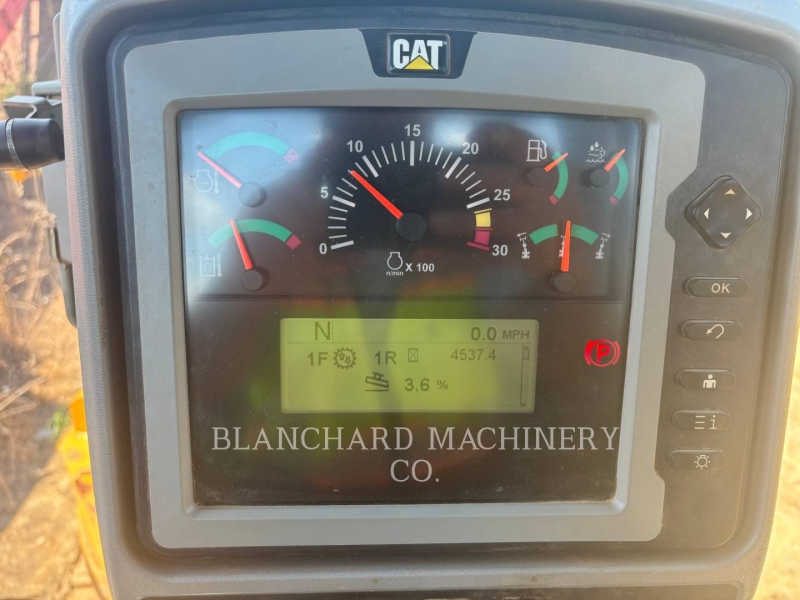 CAT
15
10
20
5
25
0
30
n/min
X 100
OK
N
0.0 MPH
1F
1R
4537.4
P
3.6 %
i
BLANCHARD MACHINERY
CO.